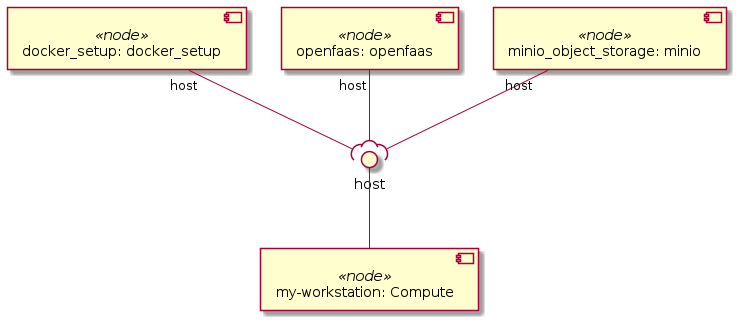 «node»
docker_setup: docker_setup
«node»
openfaas: openfaas
«node»
minio_object_storage: minio
host
host
host
host
«node»
my-workstation: Compute